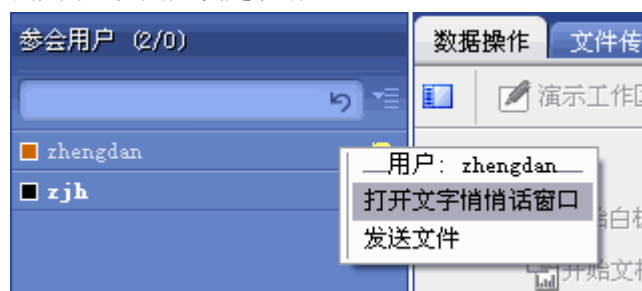 参会用户 (2/0)
数据操作
文件传
演示工作
zhengdan
zjh
用户: zhengdan
打开文字悄悄话窗口
发送文件
始白
开始文